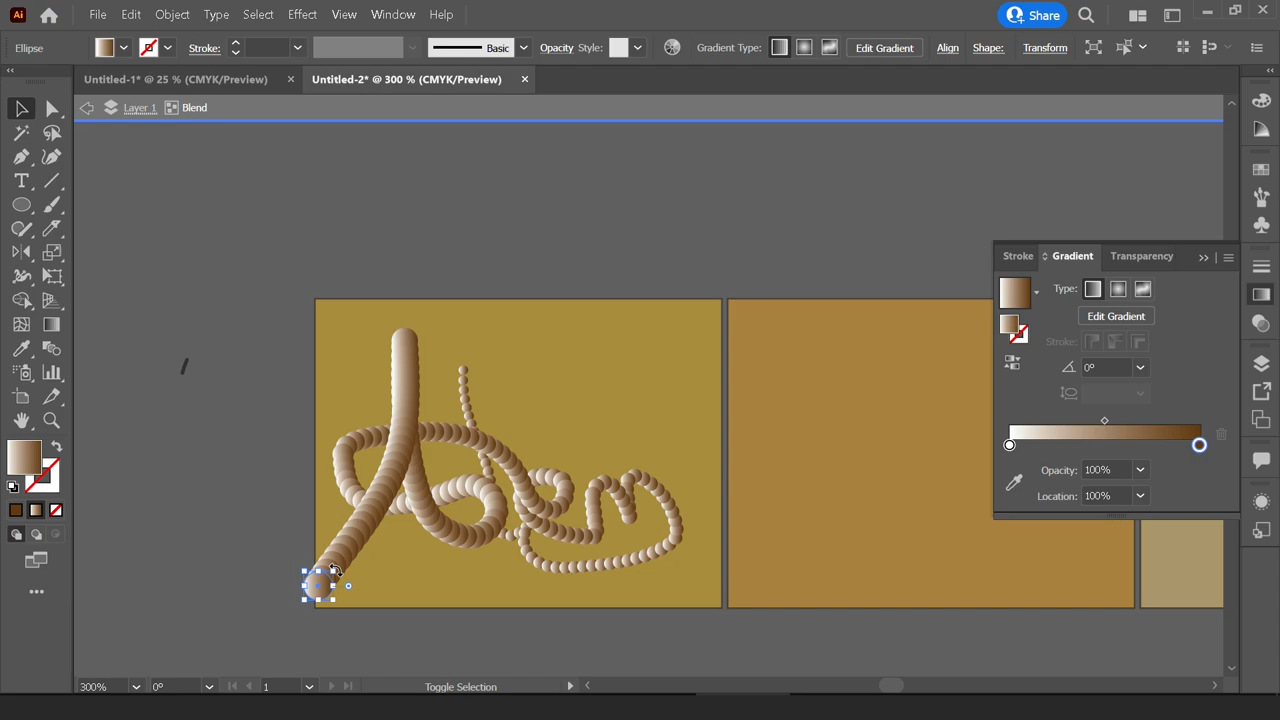 Ai File Edit Object Type Select Effect View Window Help Share
Ellipse Stroke: Basic Opacity Style: Gradient Type: Edit Gradient Align Shape: Transform
Untitled-1* @ 25 % (CMYK/Preview) × Untitled-2* @ 300 % (CMYK/Preview) ×
Layer 1 Blend
Stroke Gradient Transparency
Type:
Edit Gradient
Stroke:
0°
Opacity: 100%
Location: 100%
300% 0° 1 Toggle Selection